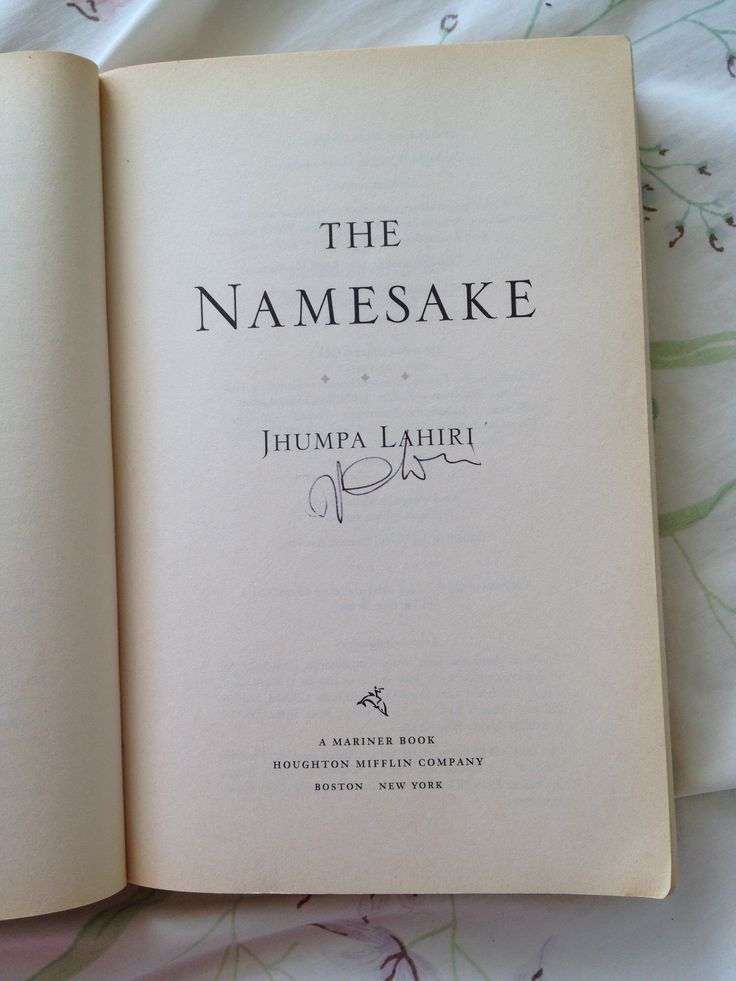 THE
NAMESAKE
JHUMPA LAHIRI
A MARINER BOOK
HOUGHTON MIFFLIN COMPANY
BOSTON NEW YORK